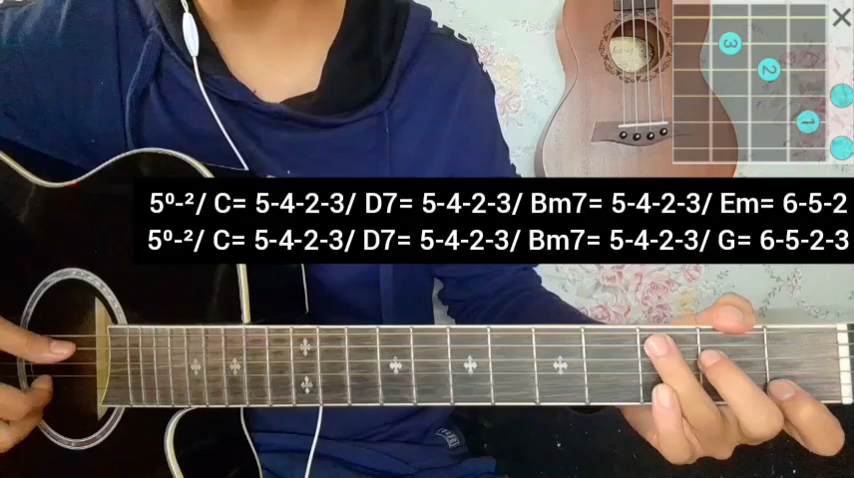 3
2
1
5⁰-²/ C= 5-4-2-3/ D7= 5-4-2-3/ Bm7= 5-4-2-3/ Em= 6-5-2
5⁰-²/ C= 5-4-2-3/ D7= 5-4-2-3/ Bm7= 5-4-2-3/ G= 6-5-2-3